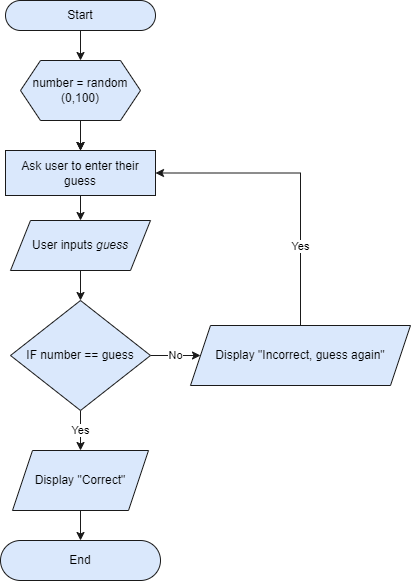 Start
number = random
(0,100)
Ask user to enter their
guess
User inputs guess
Yes
IF number == guess
No
Display "Incorrect, guess again"
Yes
Display "Correct"
End